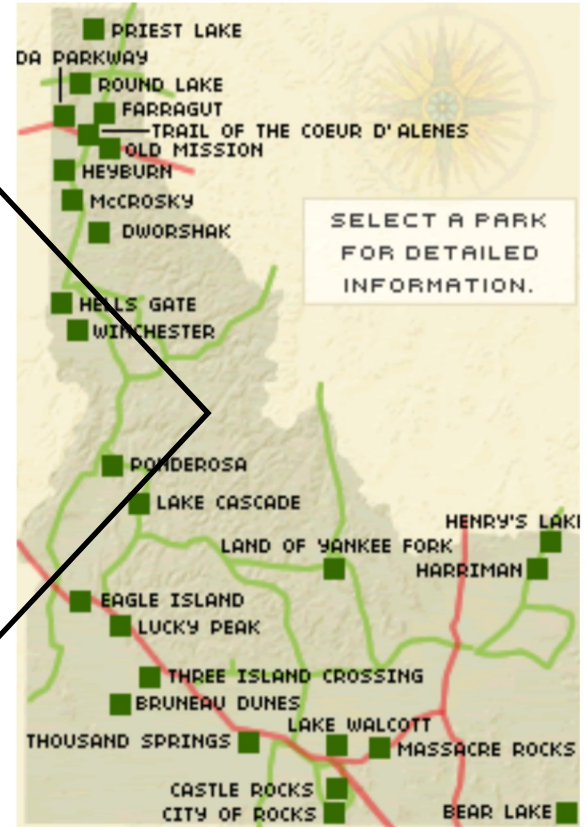 PRIEST LAKE
DA PARKWAY
ROUND LAKE
FARRAGUT
TRAIL OF THE COEUR D'ALENES
OLD MISSION
HEYBURN
McCROSKY
DWORSHAK
SELECT A PARK
FOR DETAILED
INFORMATION.
HELLS GATE
WINCHESTER
PONDEROSA
LAKE CASCADE
HENRY'S LAKE
LAND OF YANKEE FORK
HARRIMAN
EAGLE ISLAND
LUCKY PEAK
THREE ISLAND CROSSING
BRUNEAU DUNES
LAKE WALCOTT
THOUSAND SPRINGS
MASSACRE ROCKS
CASTLE ROCKS
CITY OF ROCKS
BEAR LAKE